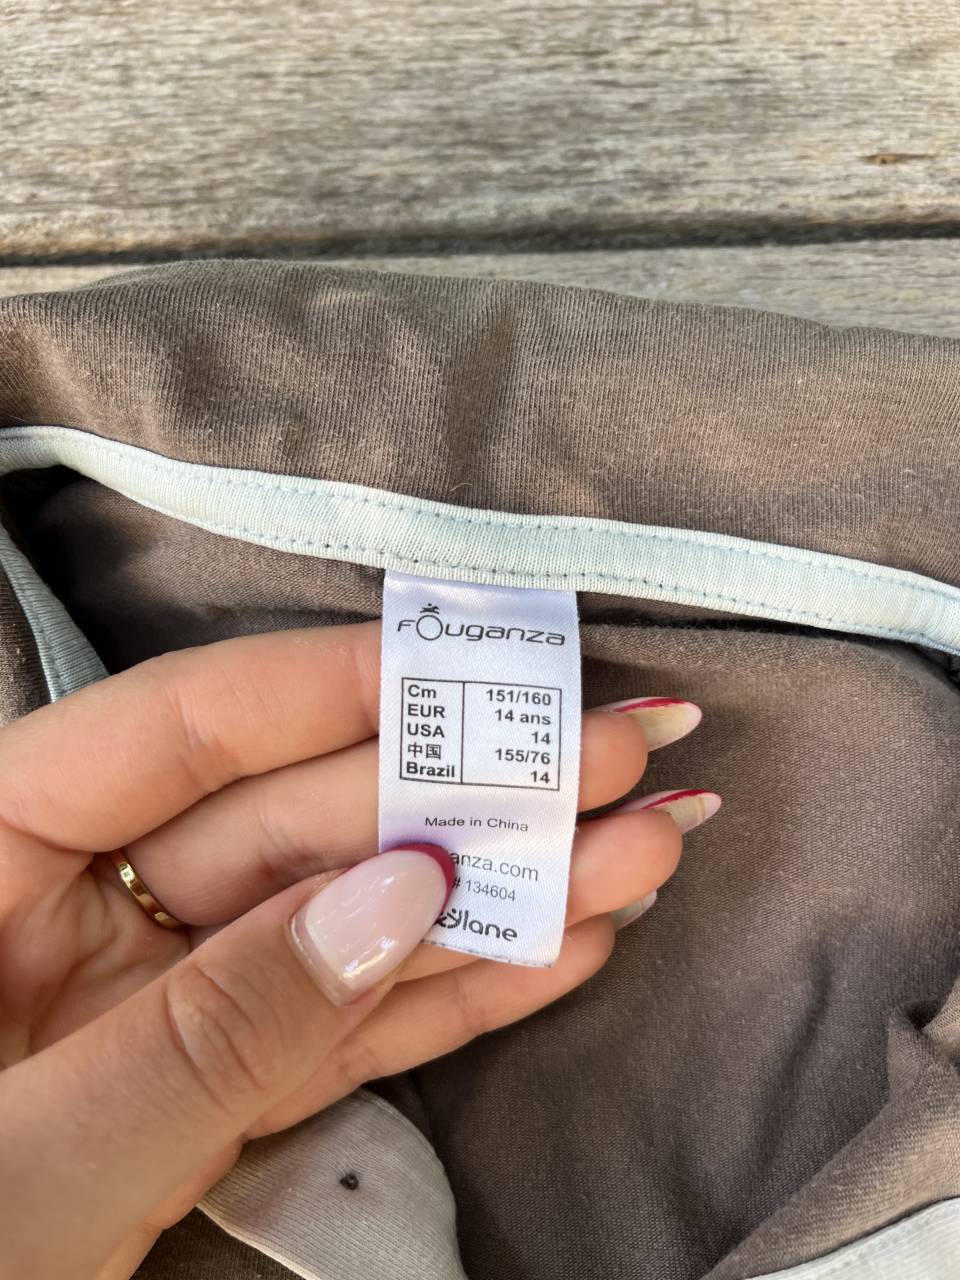 FOuganza
Cm 151/160
EUR 14 ans
USA 14
中国 155/76
Brazil 14
Made in China
anza.com
# 134604
ylane